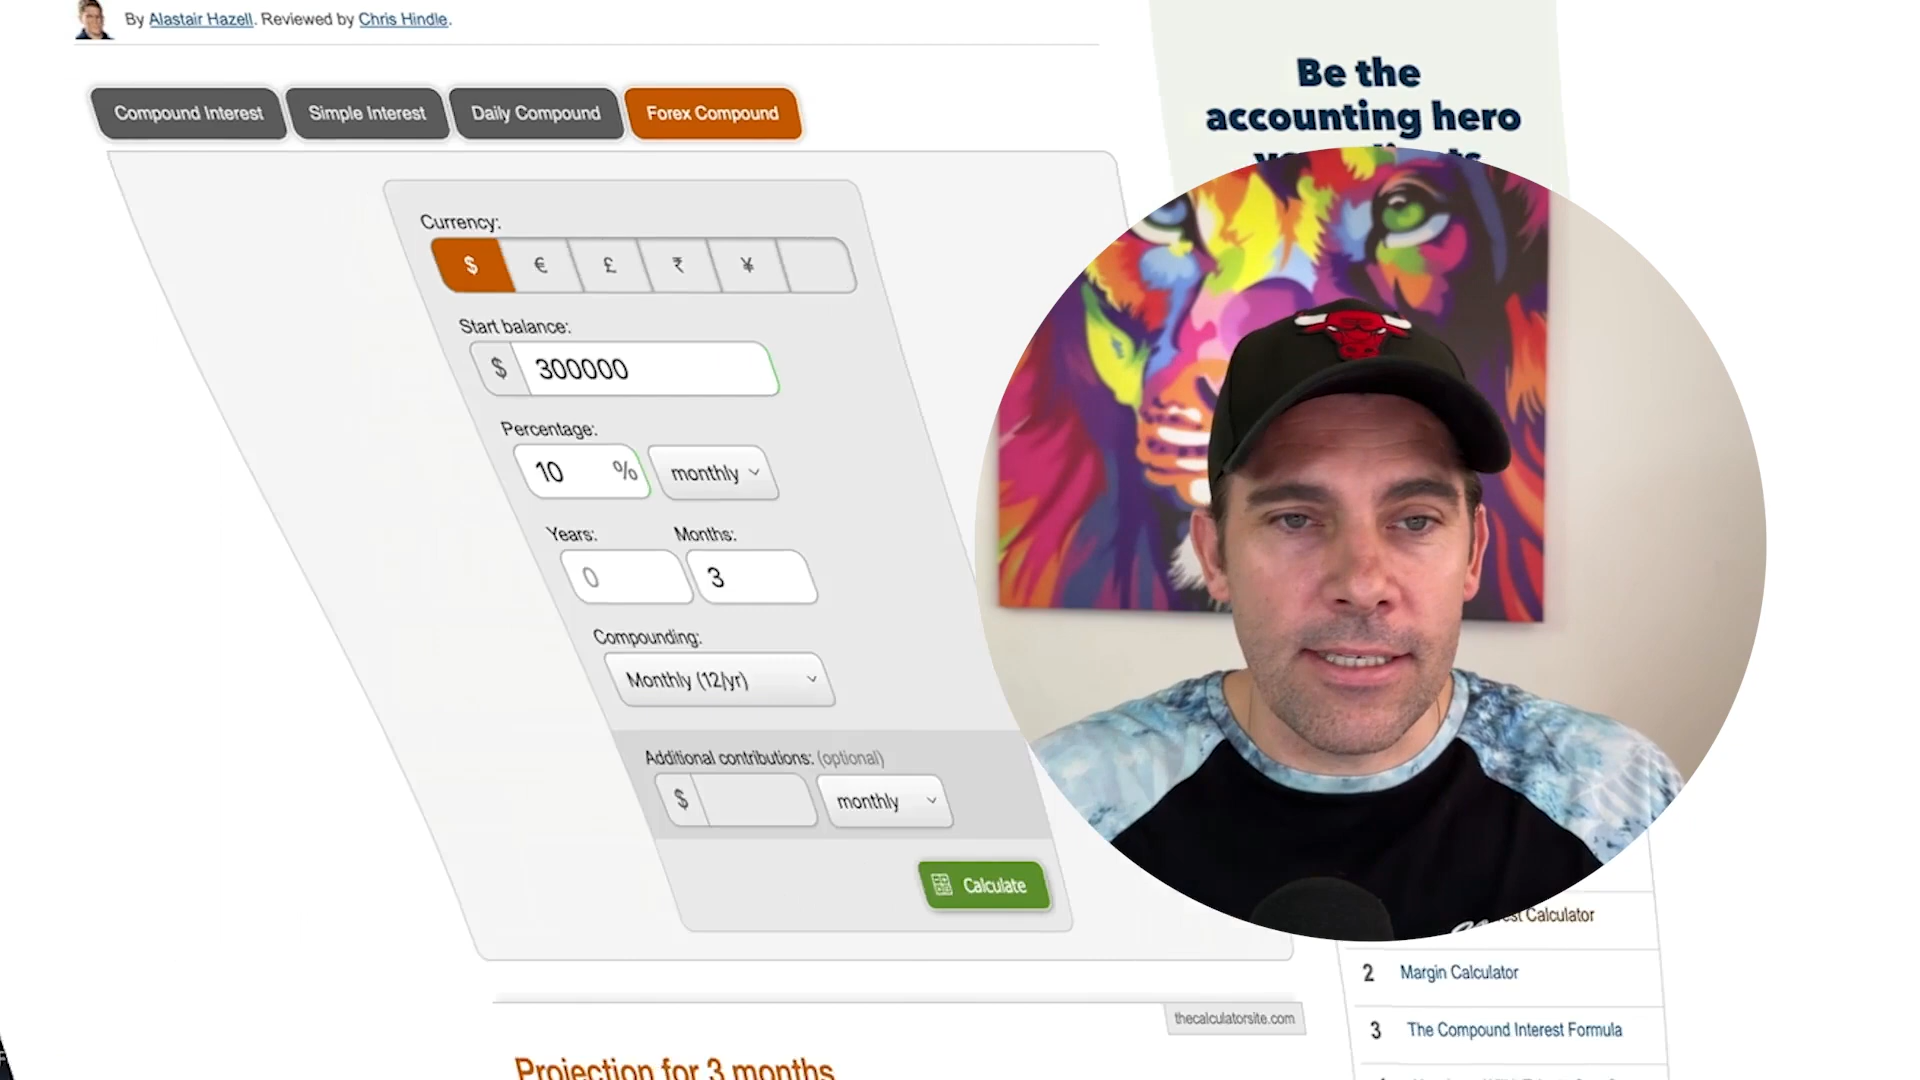 By Alastair Hazell. Reviewed by Chris Hindle.
Compound Interest
Simple Interest
Daily Compound
Forex Compound
Be the
accounting hero
Currency:
$ € £ ₹ ¥
Start balance:
$ 300000
Percentage:
10 % monthly
Years: Months:
0 3
Compounding:
Monthly (12/yr)
Additional contributions: (optional)
$ monthly
Calculate
Calculator
2 Margin Calculator
3 The Compound Interest Formula
thecalculatorsite.com
Projection for 3 months